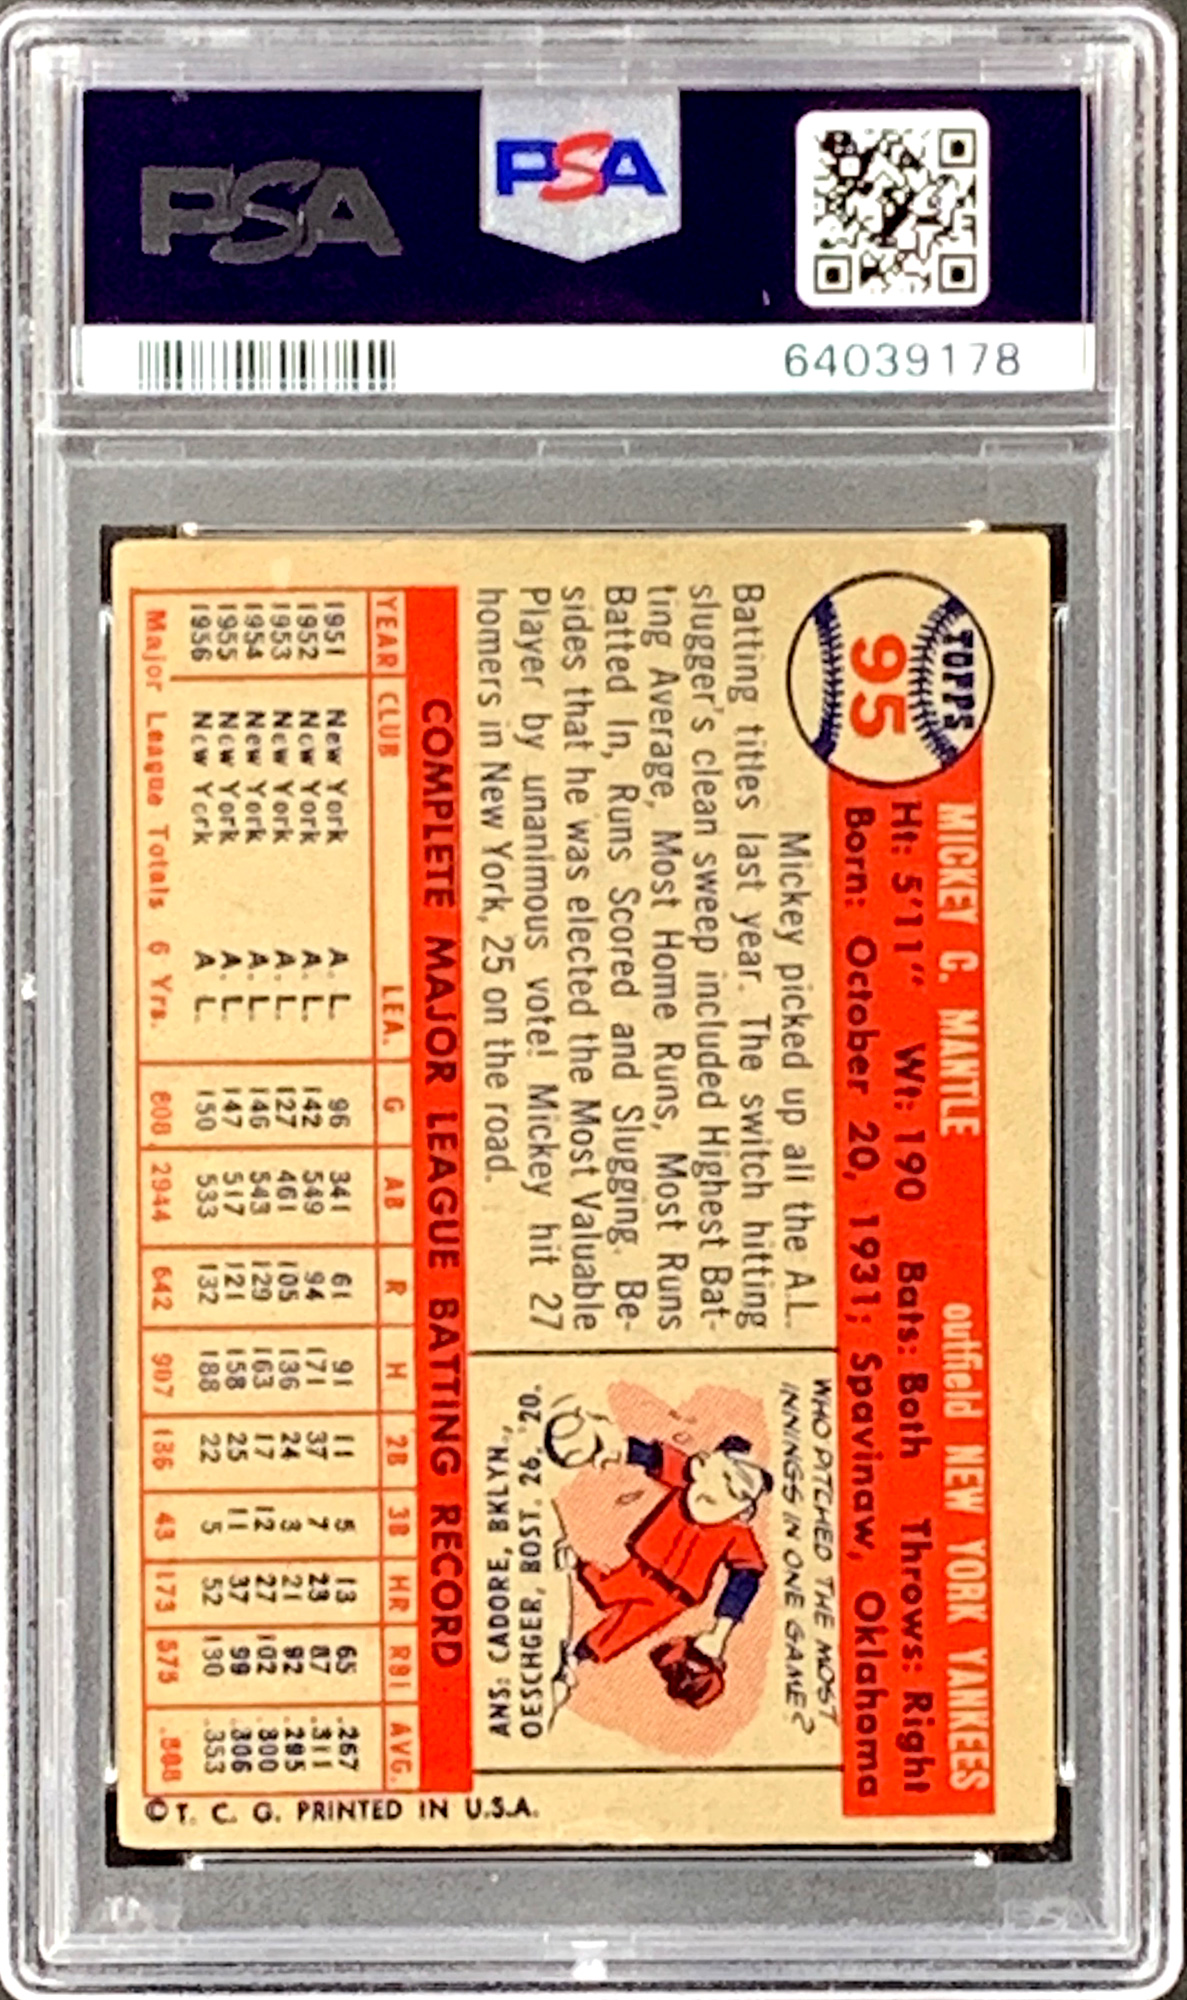 PSA
PSA
64039178
TOPPS
95
MICKEY C. MANTLE outfield NEW YORK YANKEES
Ht: 5'11" Wt: 190 Bats: Both Throws: Right
Born: October 20, 1931; Spavinaw, Oklahoma
Mickey picked up all the A.L.
Batting titles last year. The switch hitting
slugger's clean sweep included Highest Bat-
ting Average, Most Home Runs, Most Runs
Batted In, Runs Scored and Slugging. Be-
sides that he was elected the Most Valuable
Player by unanimous vote! Mickey hit 27
homers in New York, 25 on the road.
WHO PITCHED THE MOST
INNINGS IN ONE GAME?
ANS: CADORE, BKLYN.,
OESCHGER, BOST. 26. '20.
COMPLETE MAJOR LEAGUE BATTING RECORD
YEAR CLUB LEA. G AB R H 2B 3B HR RBI AVG.
1951 New York A. L. 96 341 61 91 11 5 13 65 .267
1952 New York A. L. 142 549 94 171 37 7 23 87 .311
1953 New York A. L. 127 461 105 136 24 3 21 92 .295
1954 New York A. L. 146 543 129 163 17 12 27 102 .300
1955 New York A. L. 147 517 121 158 25 11 37 99 .306
1956 New York A. L. 150 533 132 188 22 5 52 130 .353
Major League Totals 6 Yrs. 808 2944 642 907 136 43 173 575 .308
© T. C. G. PRINTED IN U.S.A.
PSA